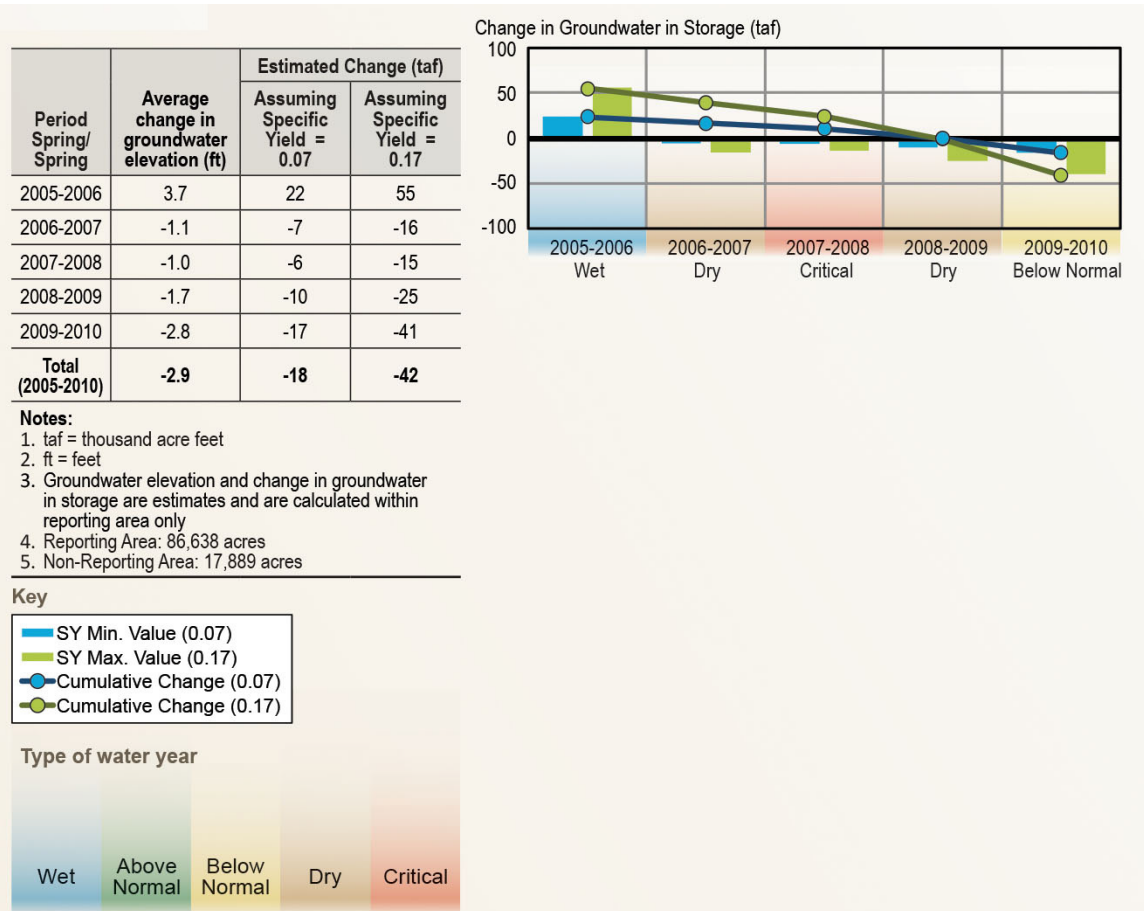 Period Spring/ Spring
Average change in groundwater elevation (ft)
Estimated Change (taf)
Assuming Specific Yield = 0.07
Assuming Specific Yield = 0.17
2005-2006 3.7 22 55
2006-2007 -1.1 -7 -16
2007-2008 -1.0 -6 -15
2008-2009 -1.7 -10 -25
2009-2010 -2.8 -17 -41
Total (2005-2010) -2.9 -18 -42
Notes:
1. taf = thousand acre feet
2. ft = feet
3. Groundwater elevation and change in groundwater
in storage are estimates and are calculated within
reporting area only
4. Reporting Area: 86,638 acres
5. Non-Reporting Area: 17,889 acres
Key
SY Min. Value (0.07)
SY Max. Value (0.17)
Cumulative Change (0.07)
Cumulative Change (0.17)
Type of water year
Wet
Above Normal
Below Normal
Dry
Critical
Change in Groundwater in Storage (taf)
100
50
0
-50
-100
2005-2006 2006-2007 2007-2008 2008-2009 2009-2010
Wet Dry Critical Dry Below Normal